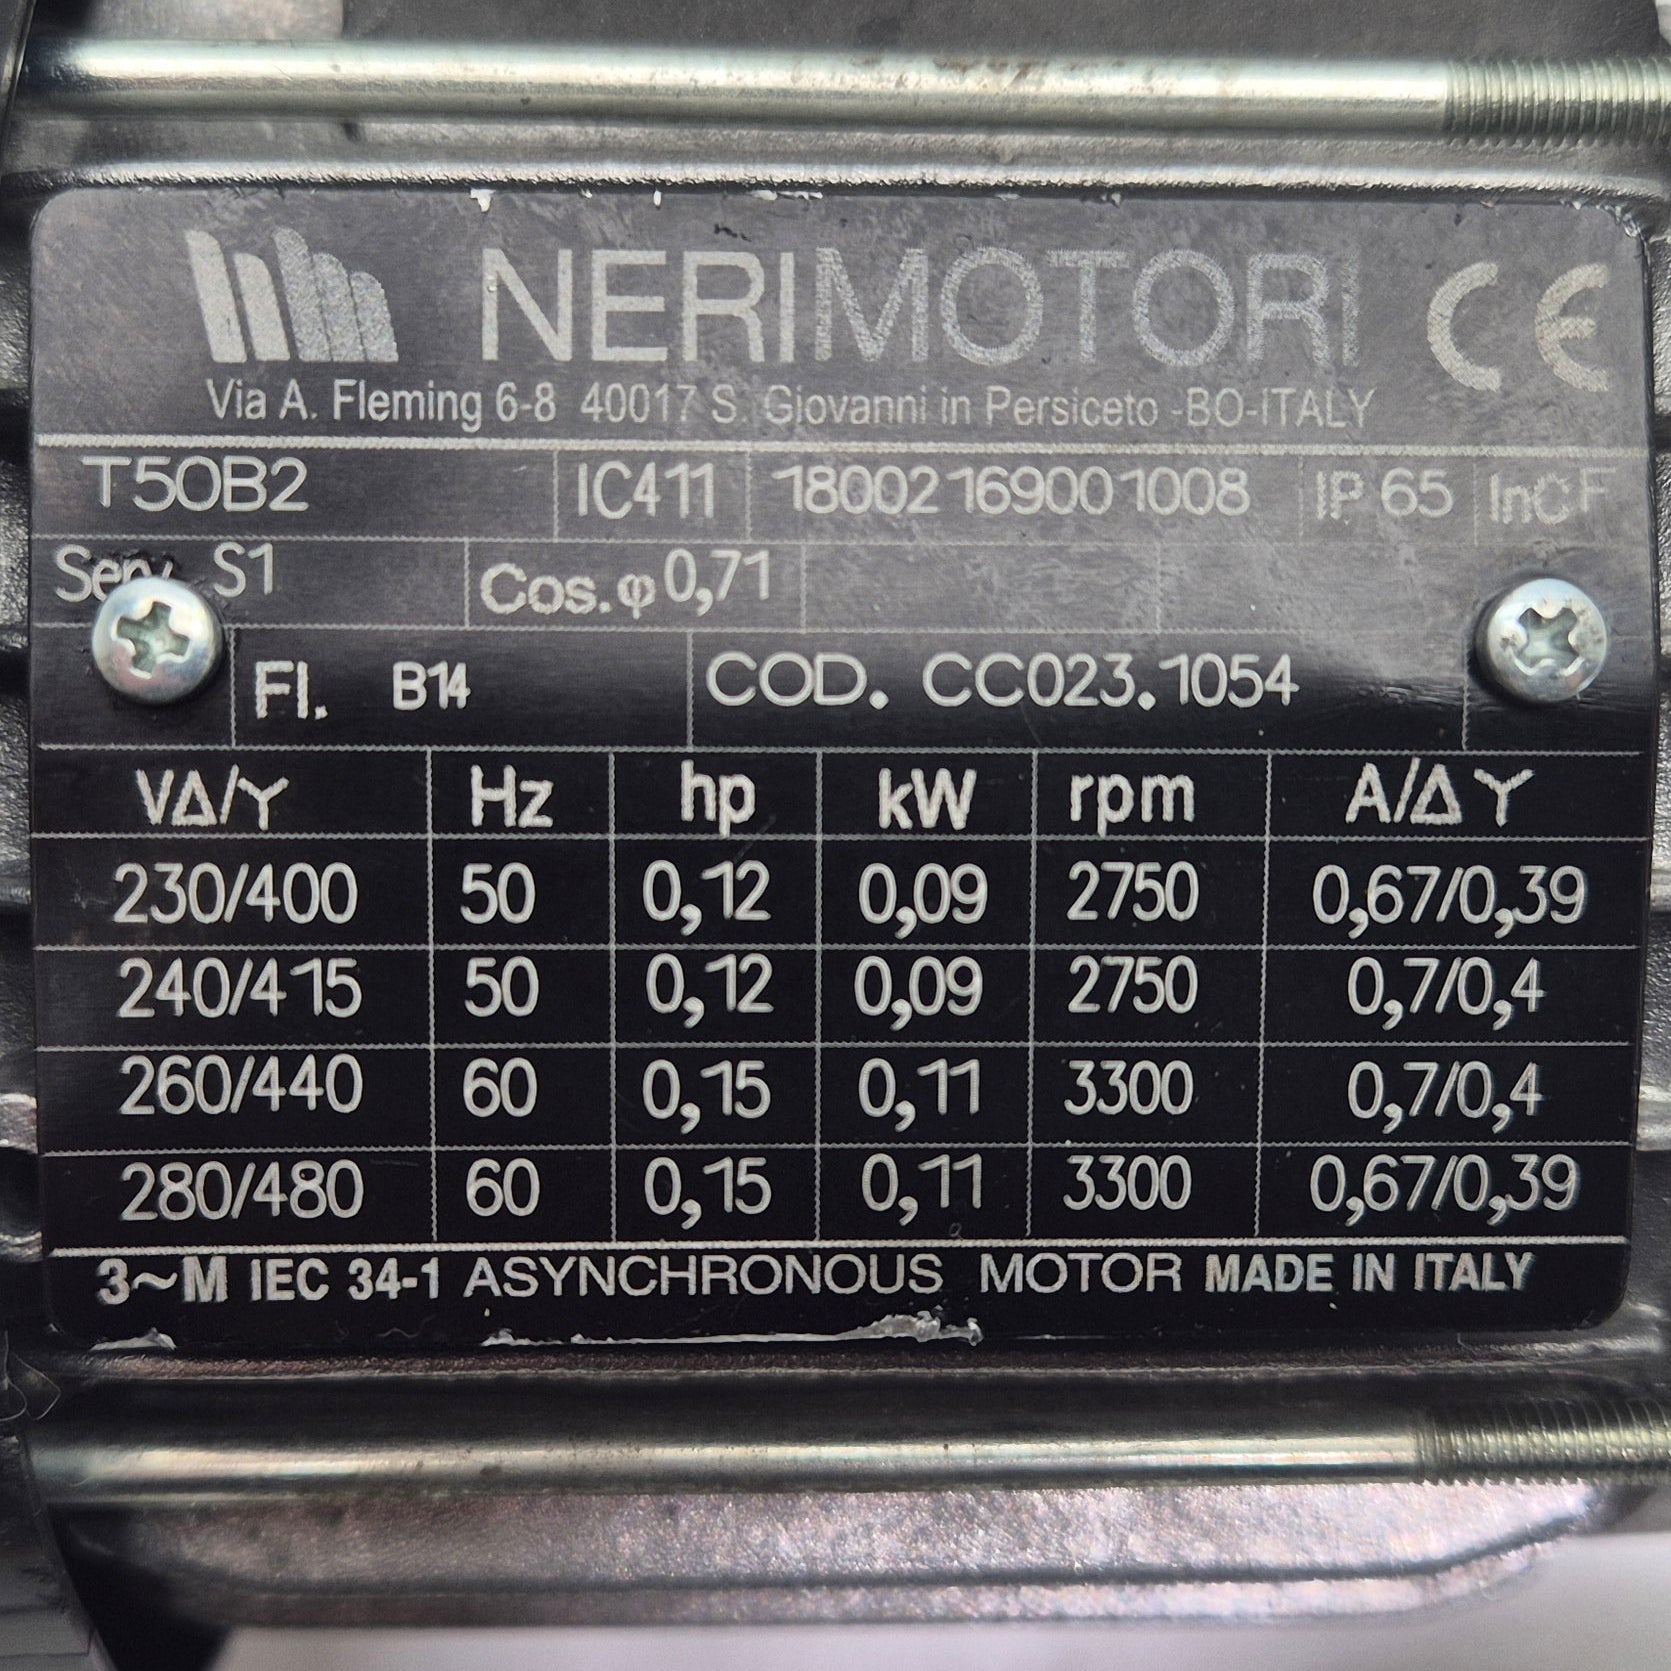 NERIMOTORI CE
Via A. Fleming 6-8 40017 S. Giovanni in Persiceto -BO-ITALY
T50B2 IC411 18002169001008 IP 65 InCF
Serv. S1 Cos.φ 0,71
FI. B14 COD. CC023.1054
VΔ/Y Hz hp kW rpm A/Δ Y
230/400 50 0,12 0,09 2750 0,67/0,39
240/415 50 0,12 0,09 2750 0,7/0,4
260/440 60 0,15 0,11 3300 0,7/0,4
280/480 60 0,15 0,11 3300 0,67/0,39
3~M IEC 34-1 ASYNCHRONOUS MOTOR MADE IN ITALY